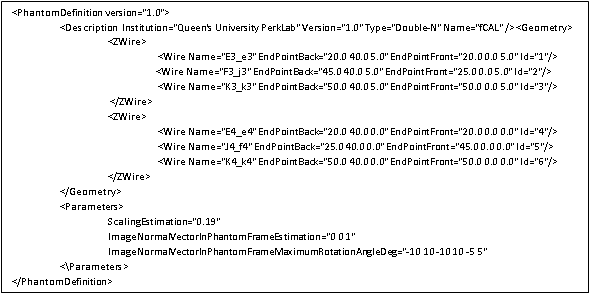 <PhantomDefinition version="1.0">
<Description Institution="Queen's University PerkLab" Version="1.0" Type="Double-N" Name="fCAL" /><Geometry>
<ZWire>
<Wire Name="E3_e3" EndPointBack="20.0 40.0 5.0" EndPointFront="20.0 0.0 5.0" Id="1"/>
<Wire Name="F3_j3" EndPointBack="45.0 40.0 5.0" EndPointFront="25.0 0.0 5.0" Id="2"/>
<Wire Name="K3_k3" EndPointBack="50.0 40.0 5.0" EndPointFront="50.0 0.0 5.0" Id="3"/>
</ZWire>
<ZWire>
<Wire Name="E4_e4" EndPointBack="20.0 40.0 0.0" EndPointFront="20.0 0.0 0.0" Id="4"/>
<Wire Name="J4_f4" EndPointBack="25.0 40.0 0.0" EndPointFront="45.0 0.0 0.0" Id="5"/>
<Wire Name="K4_k4" EndPointBack="50.0 40.0 0.0" EndPointFront="50.0 0.0 0.0" Id="6"/>
</ZWire>
</Geometry>
<Parameters>
ScalingEstimation="0.19"
ImageNormalVectorInPhantomFrameEstimation="0 0 1"
ImageNormalVectorInPhantomFrameMaximumRotationAngleDeg="-10 10 -10 10 -5 5"
<\Parameters>
</PhantomDefinition>